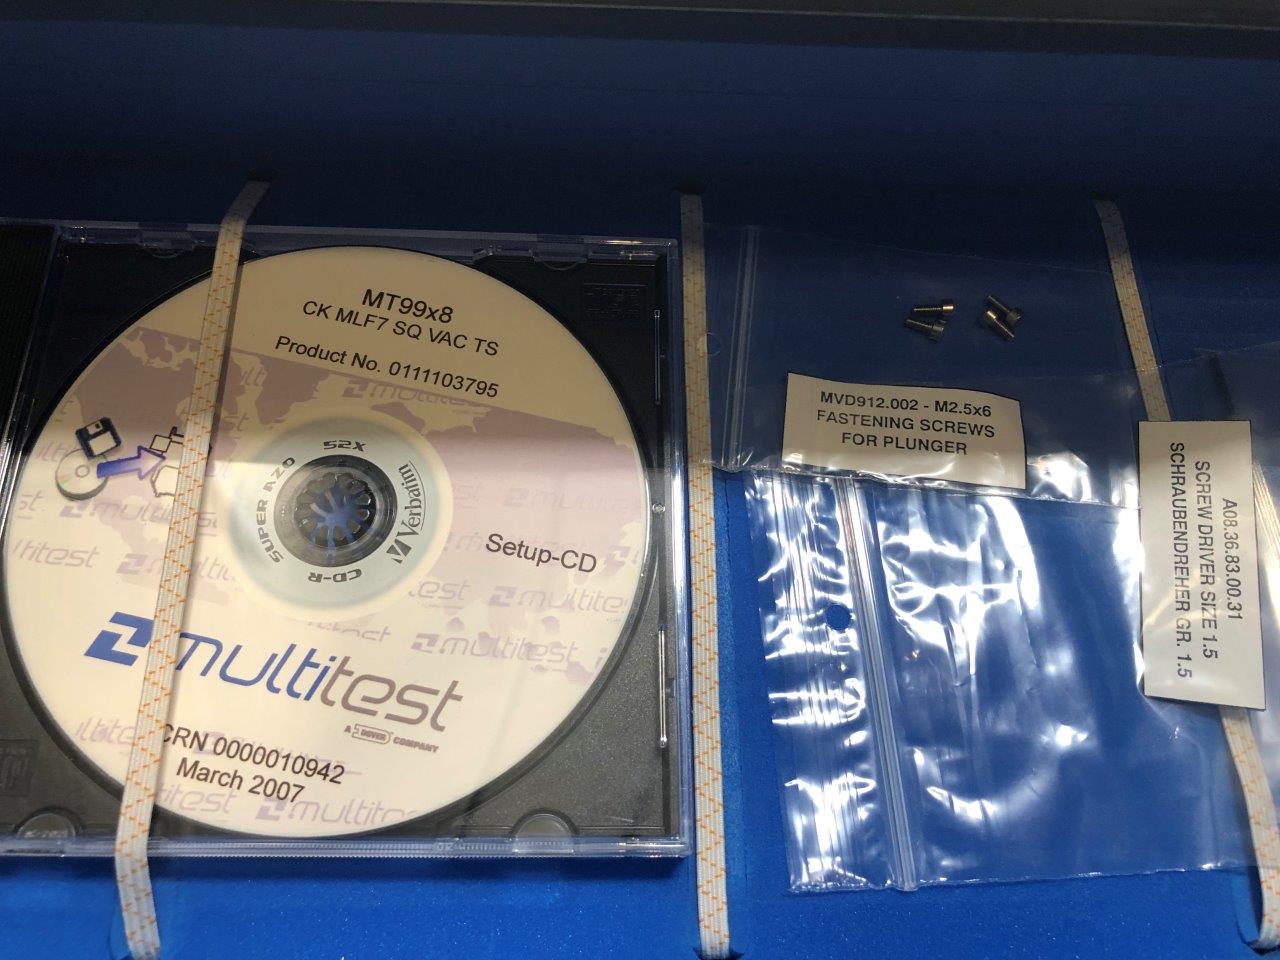 MT99x8
CK MLF7 SQ VAC TS
Product No. 0111103795
52X
SUPER AZO
Verbatim
CD-R
Setup-CD
multitest
A DOVER COMPANY
CRN 0000010942
March 2007
MVD912.002 - M2.5x6
FASTENING SCREWS
FOR PLUNGER
A08.36.83.00.31
SCREW DRIVER SIZE 1.5
SCHRAUBENDREHER GR. 1.5